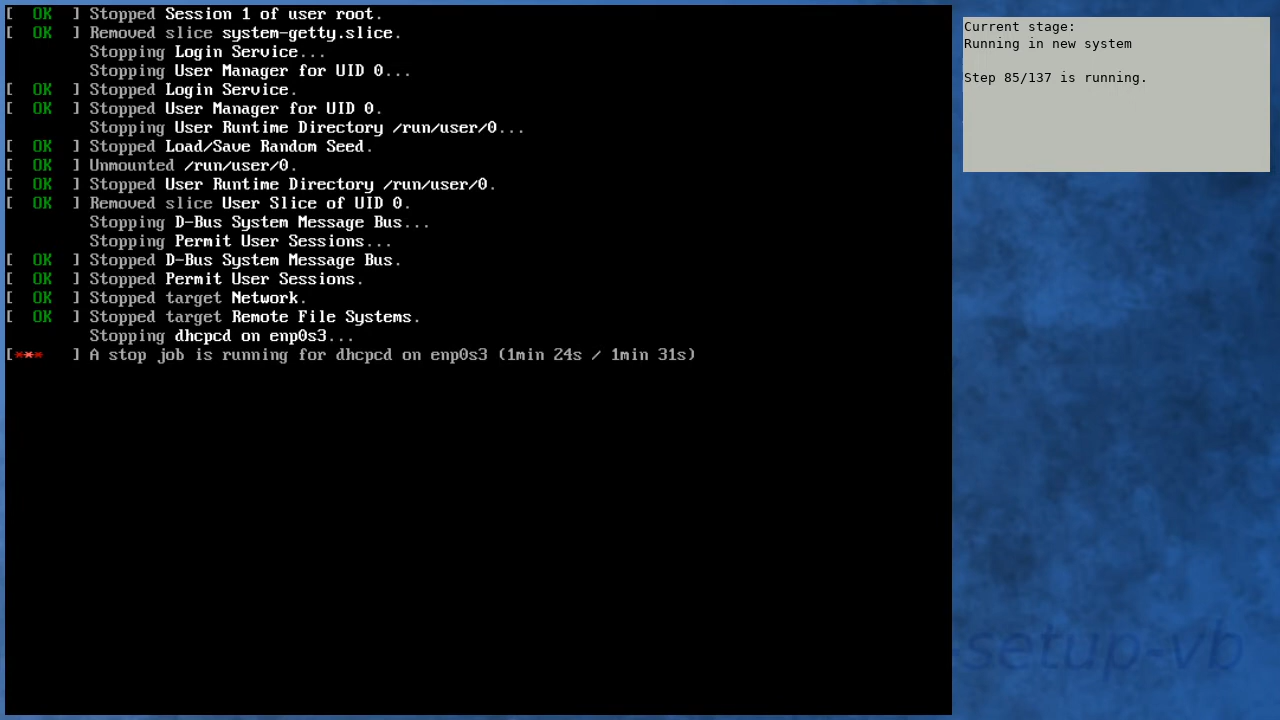 [  OK  ] Stopped Session 1 of user root.
[  OK  ] Removed slice system-getty.slice.
         Stopping Login Service...
         Stopping User Manager for UID 0...
[  OK  ] Stopped Login Service.
[  OK  ] Stopped User Manager for UID 0.
         Stopping User Runtime Directory /run/user/0...
[  OK  ] Stopped Load/Save Random Seed.
[  OK  ] Unmounted /run/user/0.
[  OK  ] Stopped User Runtime Directory /run/user/0.
[  OK  ] Removed slice User Slice of UID 0.
         Stopping D-Bus System Message Bus...
         Stopping Permit User Sessions...
[  OK  ] Stopped D-Bus System Message Bus.
[  OK  ] Stopped Permit User Sessions.
[  OK  ] Stopped target Network.
[  OK  ] Stopped target Remote File Systems.
         Stopping dhcpcd on enp0s3...
[***   ] A stop job is running for dhcpcd on enp0s3 (1min 24s / 1min 31s)
Current stage:
Running in new system
Step 85/137 is running.
-setup-vb